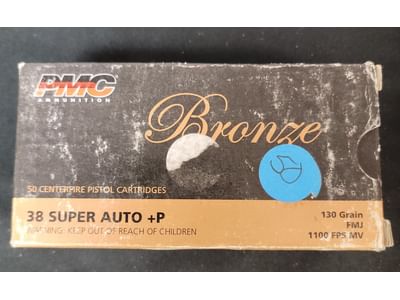 PMC
AMMUNITION
Bronze
50 CENTERFIRE PISTOL CARTRIDGES
38 SUPER AUTO +P
WARNING: KEEP OUT OF REACH OF CHILDREN
130 Grain
FMJ
1100 FPS MV